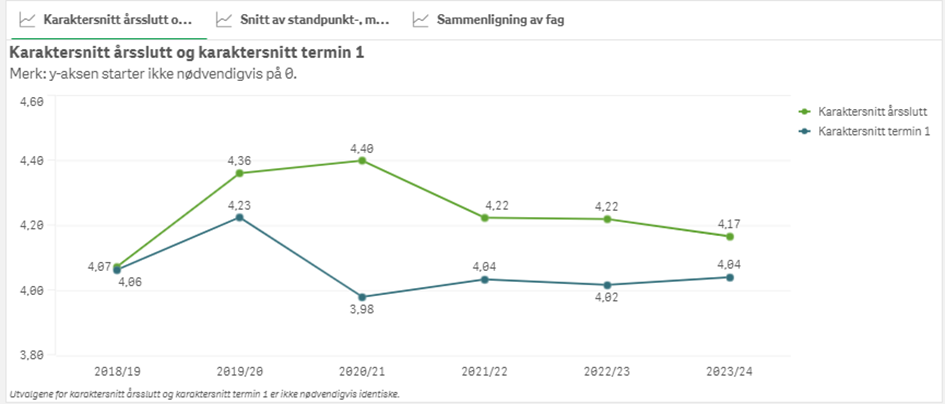 Karaktersnitt årsslutt o... Snitt av standpunkt-, m... Sammenligning av fag
Karaktersnitt årsslutt og karaktersnitt termin 1
Merk: y-aksen starter ikke nødvendigvis på 0.
4,60
4,40
4,20
4,00
3,80
4,07
4,36
4,40
4,22
4,22
4,17
4,06
4,23
3,98
4,04
4,02
4,04
Karaktersnitt årsslutt
Karaktersnitt termin 1
2018/19 2019/20 2020/21 2021/22 2022/23 2023/24
Utvalgene for karaktersnitt årsslutt og karaktersnitt termin 1 er ikke nødvendigvis identiske.